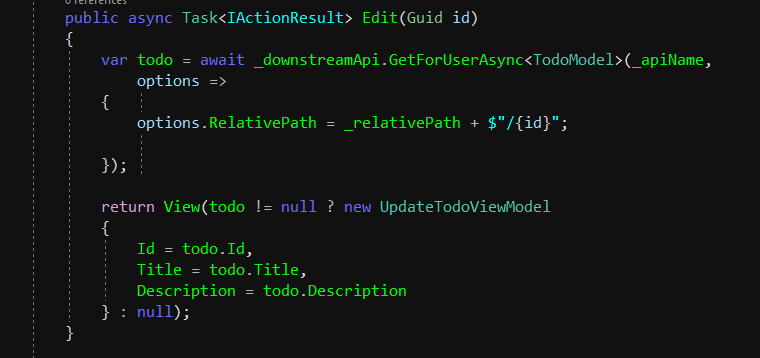 0 references
public async Task<IActionResult> Edit(Guid id)
{
var todo = await _downstreamApi.GetForUserAsync<TodoModel>(_apiName,
options =>
{
options.RelativePath = _relativePath + $"/{id}";
});
return View(todo != null ? new UpdateTodoViewModel
{
Id = todo.Id,
Title = todo.Title,
Description = todo.Description
} : null);
}